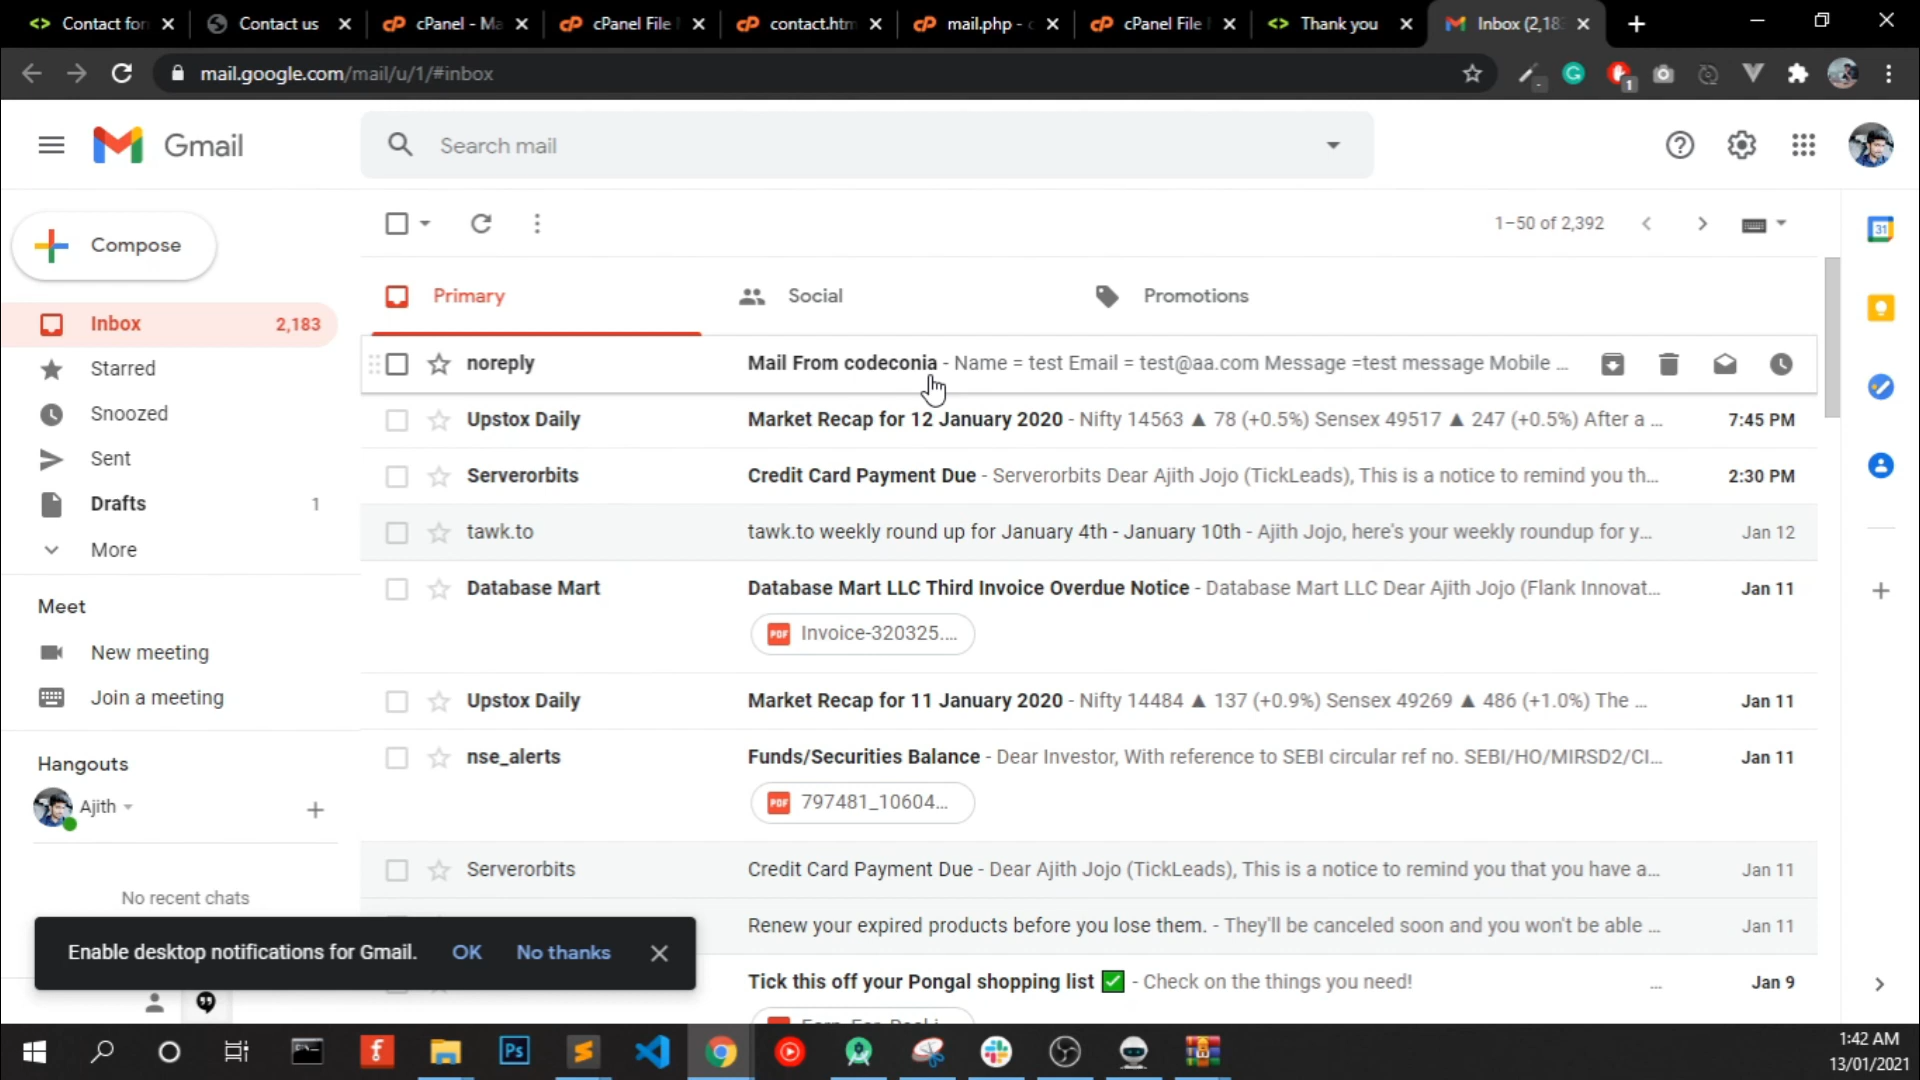 Contact for
Contact us
cPanel - Ma
cPanel File
contact.htm
mail.php - c
cPanel File
Thank you
Inbox (2,18
mail.google.com/mail/u/1/#inbox
1
Gmail
Search mail
Compose
1–50 of 2,392
31
Primary
Social
Promotions
Inbox 2,183
Starred
Snoozed
Sent
Drafts 1
More
noreply Mail From codeconia - Name = test Email = test@aa.com Message =test message Mobile ...
Upstox Daily Market Recap for 12 January 2020 - Nifty 14563 ▲ 78 (+0.5%) Sensex 49517 ▲ 247 (+0.5%) After a ... 7:45 PM
Serverorbits Credit Card Payment Due - Serverorbits Dear Ajith Jojo (TickLeads), This is a notice to remind you th... 2:30 PM
tawk.to tawk.to weekly round up for January 4th - January 10th - Ajith Jojo, here's your weekly roundup for y... Jan 12
Database Mart Database Mart LLC Third Invoice Overdue Notice - Database Mart LLC Dear Ajith Jojo (Flank Innovat... Jan 11
PDF Invoice-320325....
Upstox Daily Market Recap for 11 January 2020 - Nifty 14484 ▲ 137 (+0.9%) Sensex 49269 ▲ 486 (+1.0%) The ... Jan 11
nse_alerts Funds/Securities Balance - Dear Investor, With reference to SEBI circular ref no. SEBI/HO/MIRSD2/CI... Jan 11
PDF 797481_10604...
Serverorbits Credit Card Payment Due - Dear Ajith Jojo (TickLeads), This is a notice to remind you that you have a... Jan 11
Renew your expired products before you lose them. - They'll be canceled soon and you won't be able ... Jan 11
Tick this off your Pongal shopping list ✅ - Check on the things you need! ... Jan 9
Meet
New meeting
Join a meeting
Hangouts
Ajith
No recent chats
Enable desktop notifications for Gmail. OK No thanks
Ps
1:42 AM
13/01/2021